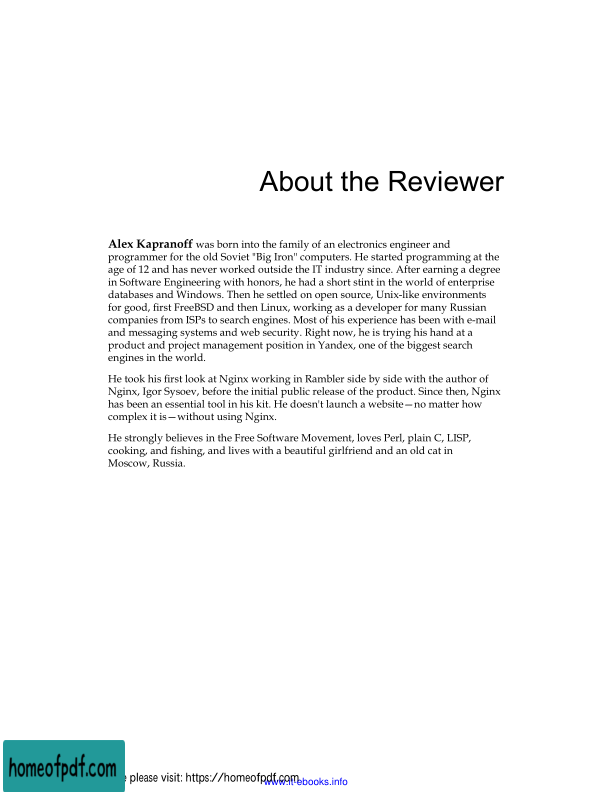 About the Reviewer
Alex Kapranoff was born into the family of an electronics engineer and
programmer for the old Soviet "Big Iron" computers. He started programming at the
age of 12 and has never worked outside the IT industry since. After earning a degree
in Software Engineering with honors, he had a short stint in the world of enterprise
databases and Windows. Then he settled on open source, Unix-like environments
for good, first FreeBSD and then Linux, working as a developer for many Russian
companies from ISPs to search engines. Most of his experience has been with e-mail
and messaging systems and web security. Right now, he is trying his hand at a
product and project management position in Yandex, one of the biggest search
engines in the world.
He took his first look at Nginx working in Rambler side by side with the author of
Nginx, Igor Sysoev, before the initial public release of the product. Since then, Nginx
has been an essential tool in his kit. He doesn't launch a website—no matter how
complex it is—without using Nginx.
He strongly believes in the Free Software Movement, loves Perl, plain C, LISP,
cooking, and fishing, and lives with a beautiful girlfriend and an old cat in
Moscow, Russia.
homeofpdf.com
please visit: https://homeofpdf.com
www.it-ebooks.info